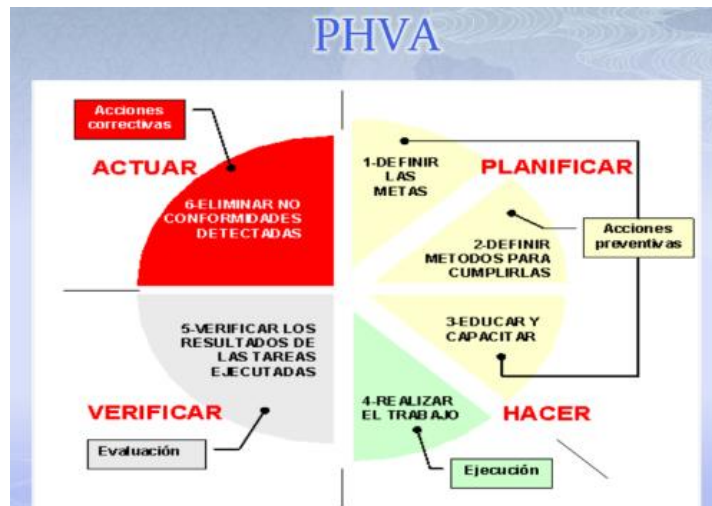 PHVA
Acciones
correctivas
ACTUAR
6-ELIMINAR NO
CONFORMIDADES
DETECTADAS
1-DEFINIR
LAS
METAS
PLANIFICAR
2-DEFINIR
METODOS PARA
CUMPLIRLAS
Acciones
preventivas
3-EDUCAR Y
CAPACITAR
HACER
4-REALIZAR
EL TRABAJO
Ejecución
5-VERIFICAR LOS
RESULTADOS DE
LAS TAREAS
EJECUTADAS
VERIFICAR
Evaluación